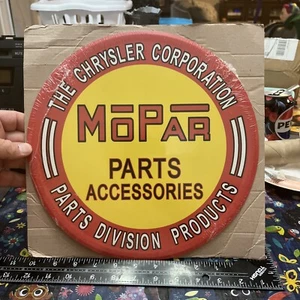 THE CHRYSLER CORPORATION
MOPAR
PARTS
ACCESSORIES
PARTS DIVISION PRODUCTS